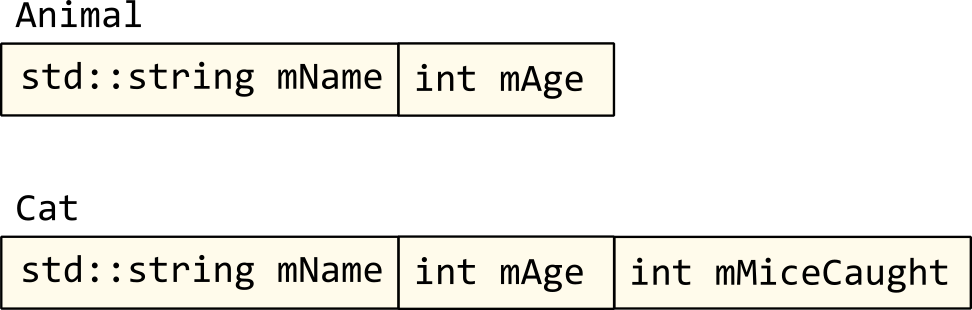 Animal
std::string mName int mAge
Cat
std::string mName int mAge int mMiceCaught